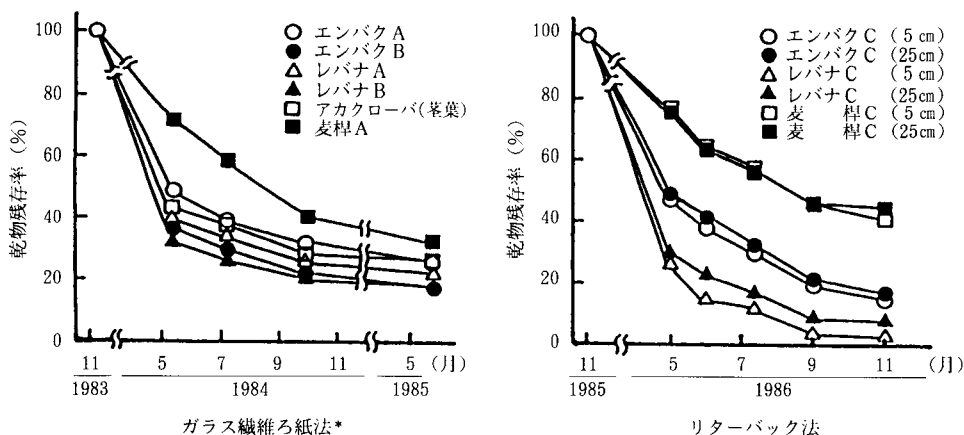 乾物残存率 (%)
100
80
60
40
20
0
○ エンバクA
● エンバクB
△ レバナA
▲ レバナB
□ アカクローバ(茎葉)
■ 麦桿A
11 5 7 9 11 5 (月)
1983 1984 1985
ガラス繊維ろ紙法*
乾物残存率 (%)
100
80
60
40
20
0
○ エンバクC (5㎝)
● エンバクC (25㎝)
△ レバナC (5㎝)
▲ レバナC (25㎝)
□ 麦 桿C (5㎝)
■ 麦 桿C (25㎝)
11 5 7 9 11 (月)
1985 1986
リターバック法